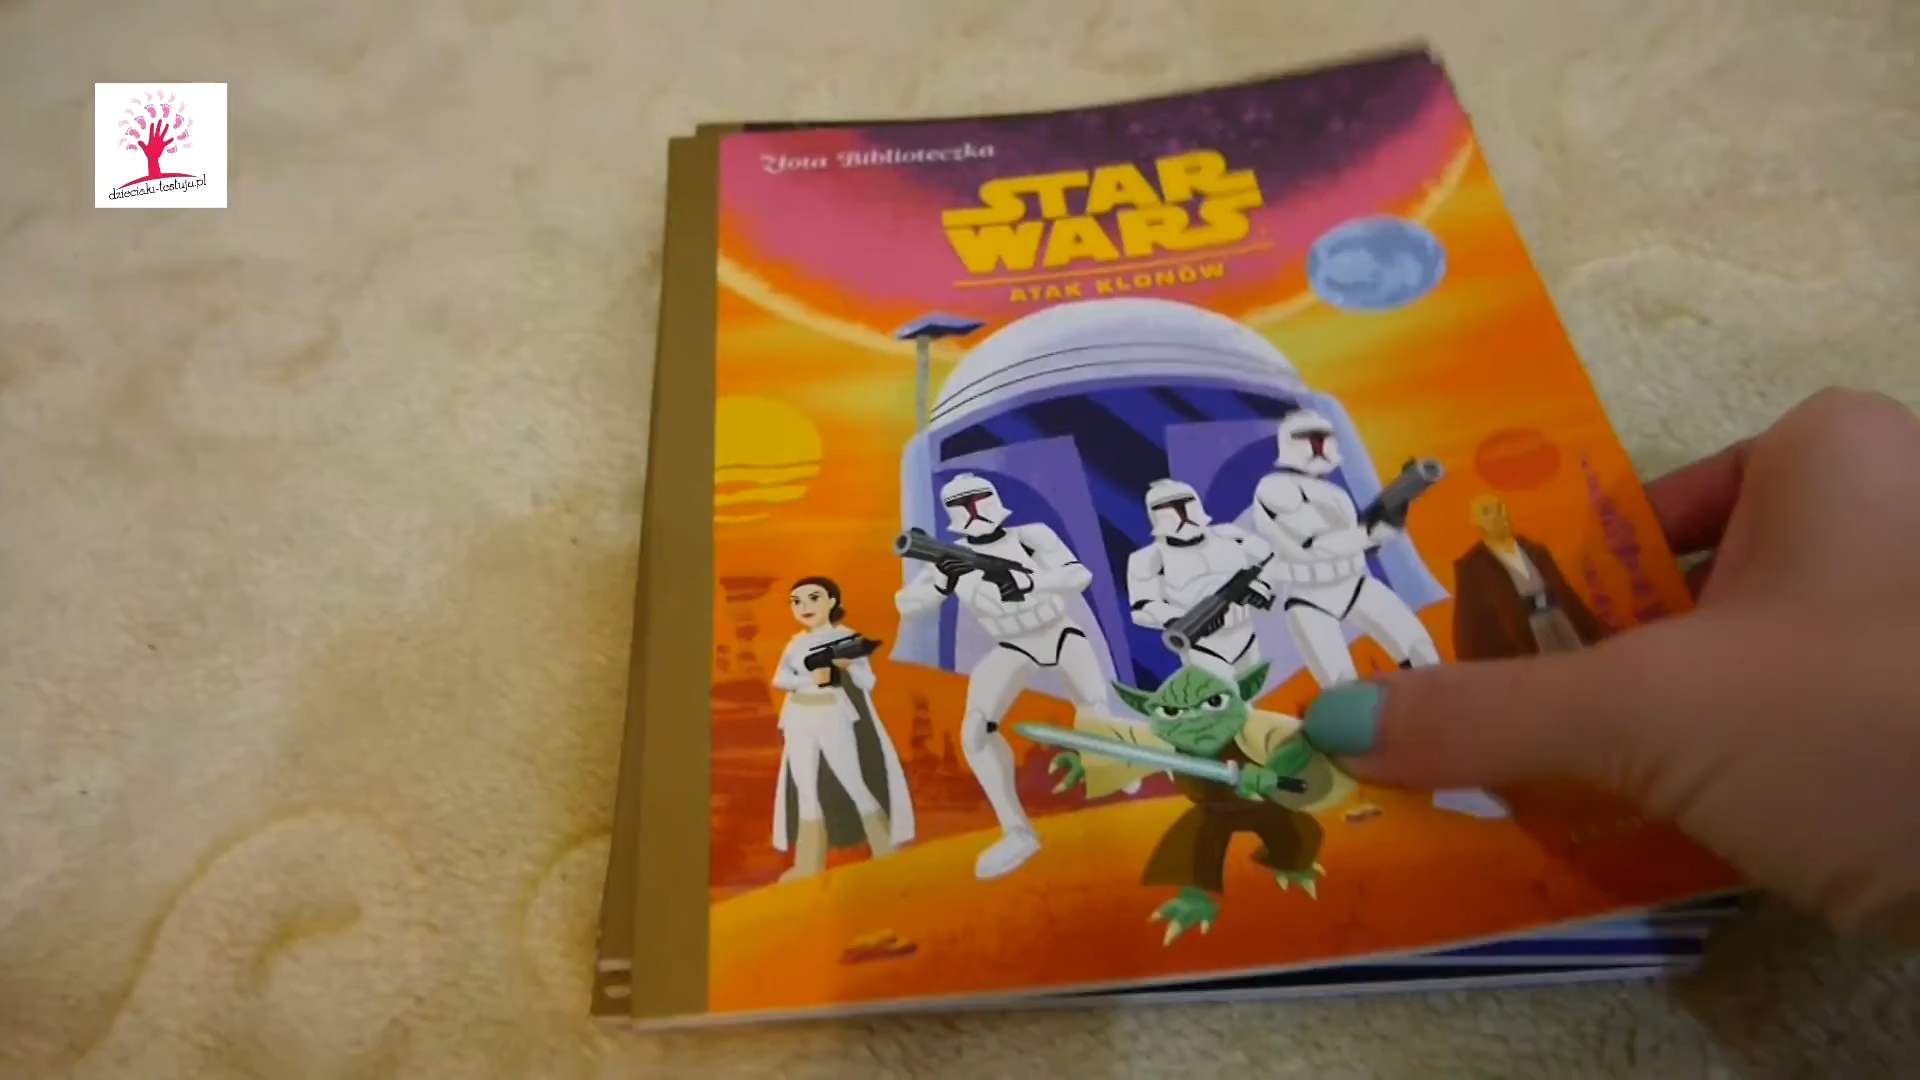 dzieciaki-testuja.pl
Złota Biblioteczka
STAR
WARS
ATAK KLONÓW